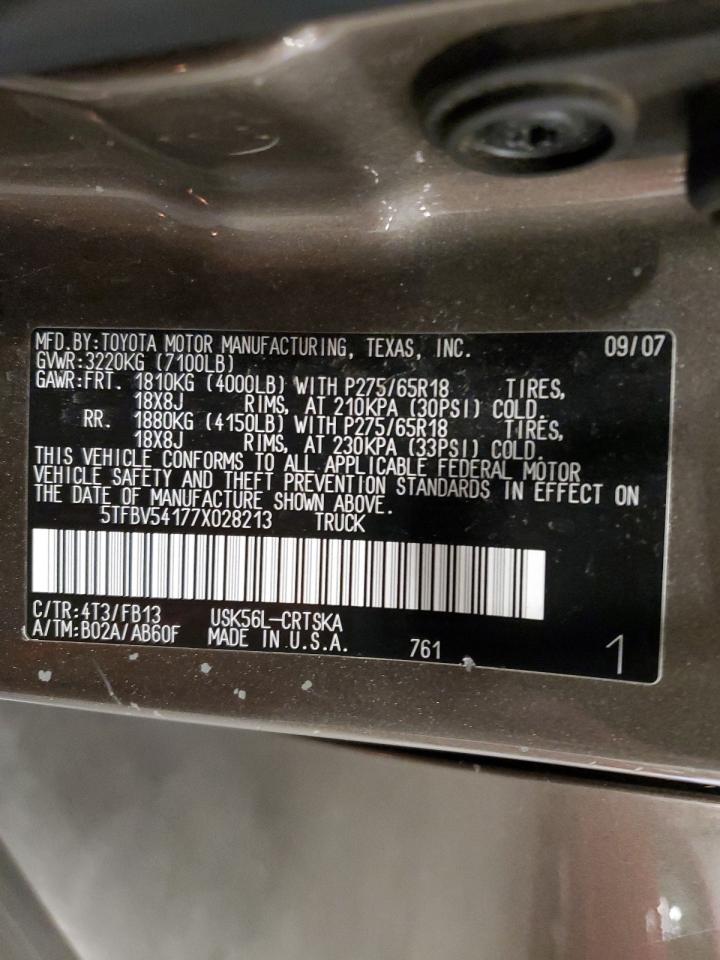 MFD.BY:TOYOTA MOTOR MANUFACTURING, TEXAS, INC. 09/07
GVWR:3220KG (7100LB)
GAWR:FRT. 1810KG (4000LB) WITH P275/65R18 TIRES,
18X8J RIMS, AT 210KPA (30PSI) COLD.
RR. 1880KG (4150LB) WITH P275/65R18 TIRES,
18X8J RIMS, AT 230KPA (33PSI) COLD.
THIS VEHICLE CONFORMS TO ALL APPLICABLE FEDERAL MOTOR
VEHICLE SAFETY AND THEFT PREVENTION STANDARDS IN EFFECT ON
THE DATE OF MANUFACTURE SHOWN ABOVE.
5TFBV54177X028213 TRUCK
C/TR:4T3/FB13 USK56L-CRTSKA
A/TM:B02A/AB60F MADE IN U.S.A. 761 1